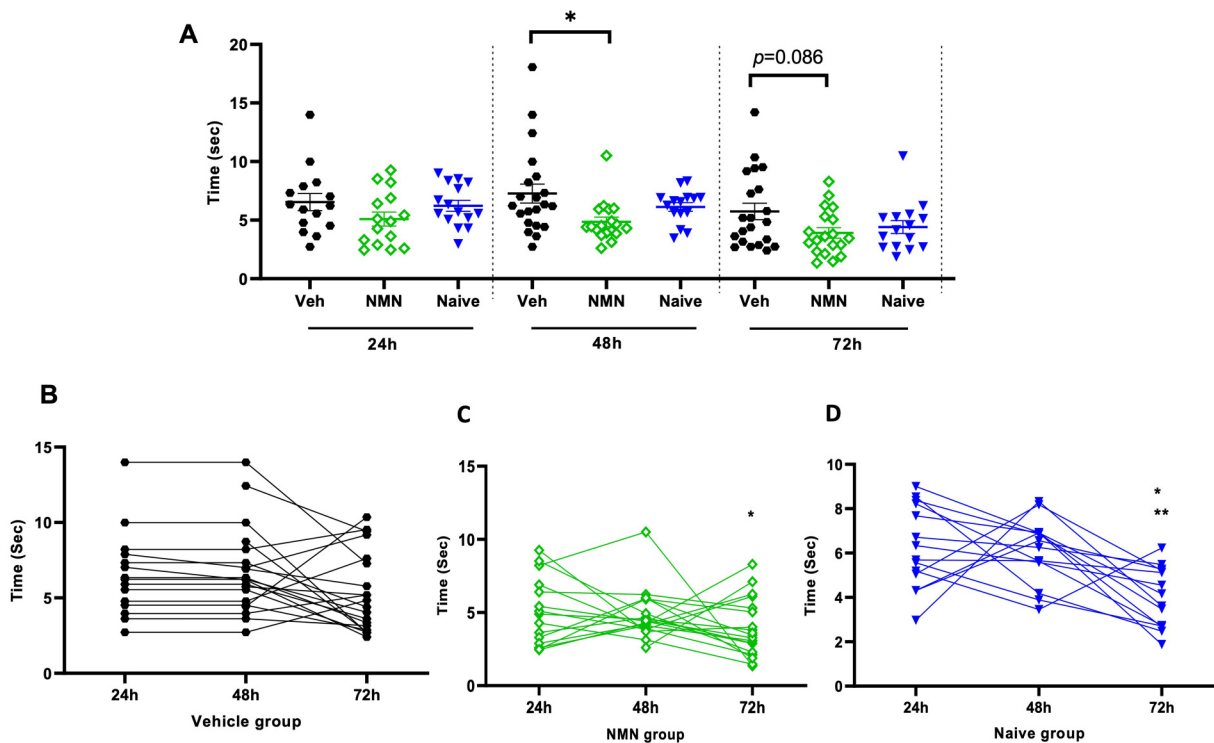 A
*
p=0.086
Time (sec)
20
15
10
5
0
Veh NMN Naive Veh NMN Naive Veh NMN Naive
24h 48h 72h
B
Time (Sec)
15
10
5
0
24h 48h 72h
Vehicle group
C
Time (Sec)
15
10
5
0
*
24h 48h 72h
NMN group
D
Time (Sec)
10
8
6
4
2
0
*
**
24h 48h 72h
Naive group